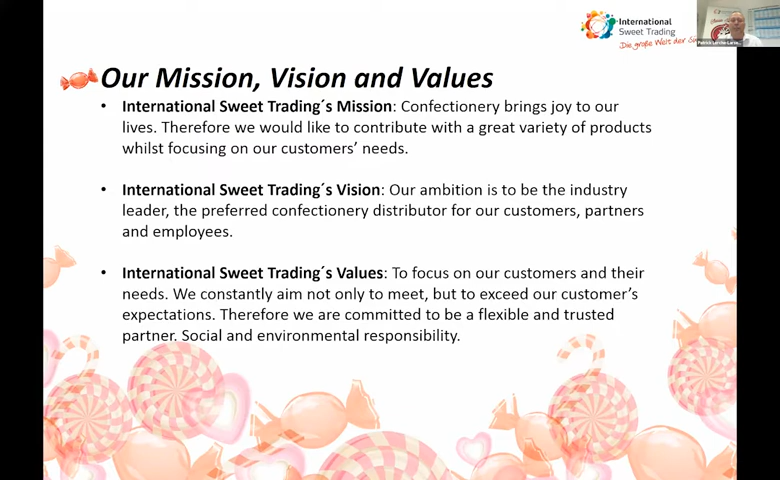 International
Sweet Trading
Die große Welt der
Our Mission, Vision and Values
• International Sweet Trading´s Mission: Confectionery brings joy to our
lives. Therefore we would like to contribute with a great variety of products
whilst focusing on our customers’ needs.
• International Sweet Trading´s Vision: Our ambition is to be the industry
leader, the preferred confectionery distributor for our customers, partners
and employees.
• International Sweet Trading´s Values: To focus on our customers and their
needs. We constantly aim not only to meet, but to exceed our customer’s
expectations. Therefore we are committed to be a flexible and trusted
partner. Social and environmental responsibility.